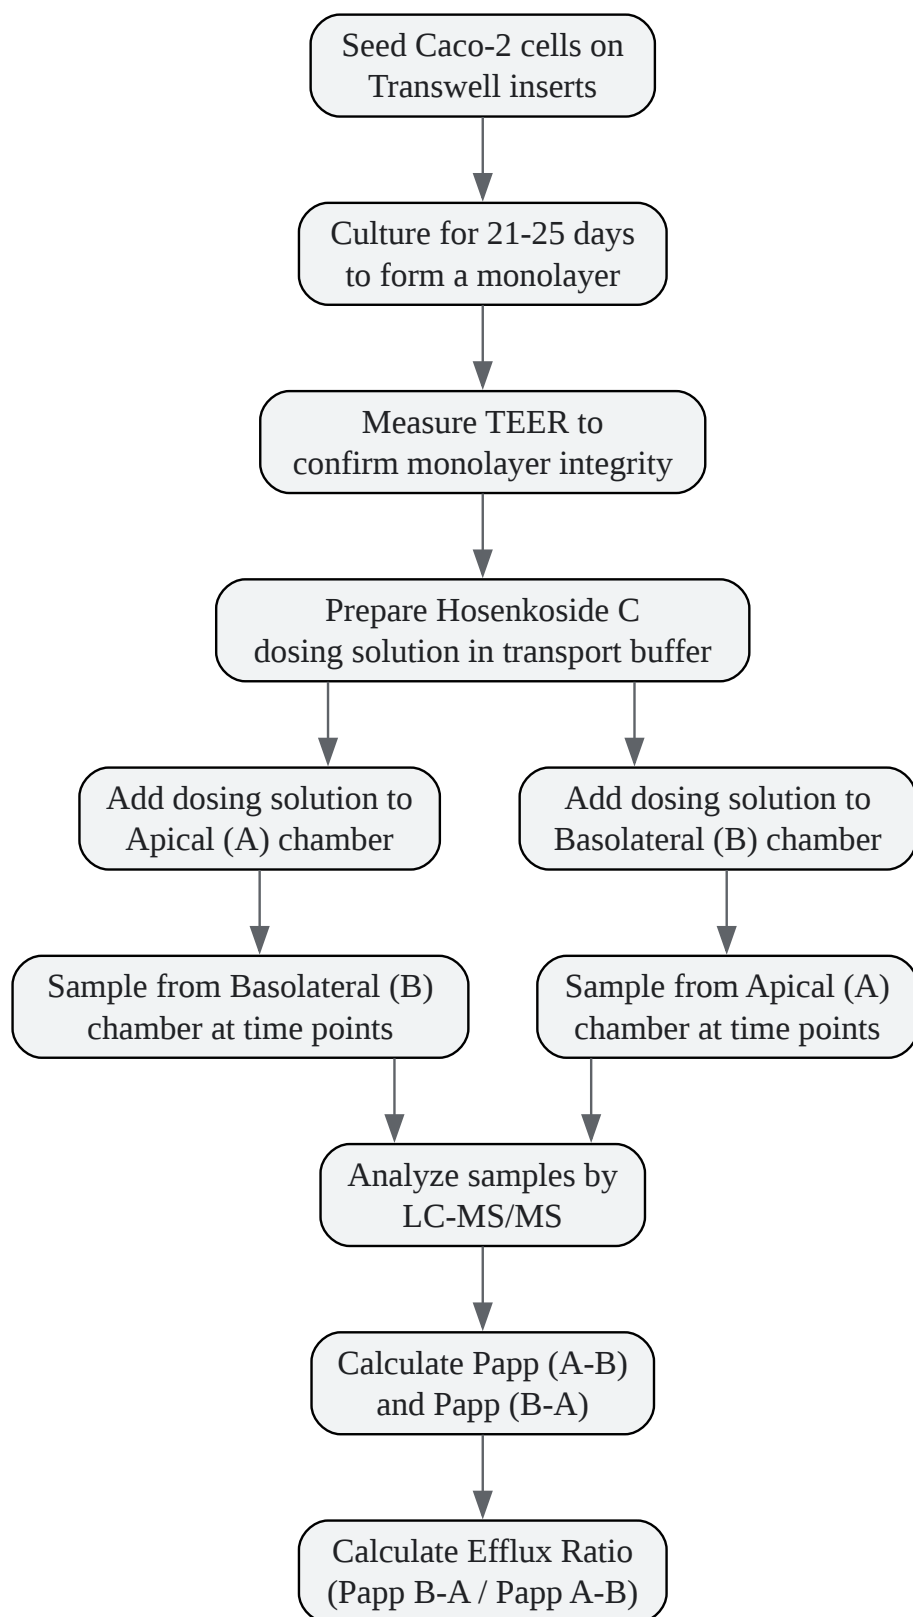 Seed Caco-2 cells on
Transwell inserts
Culture for 21-25 days
to form a monolayer
Measure TEER to
confirm monolayer integrity
Prepare Hosenkoside C
dosing solution in transport buffer
Add dosing solution to
Apical (A) chamber
Add dosing solution to
Basolateral (B) chamber
Sample from Basolateral (B)
chamber at time points
Sample from Apical (A)
chamber at time points
Analyze samples by
LC-MS/MS
Calculate Papp (A-B)
and Papp (B-A)
Calculate Efflux Ratio
(Papp B-A / Papp A-B)